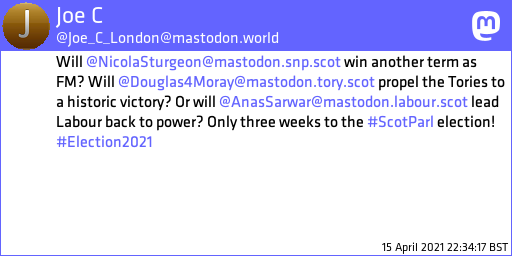 J
Joe C
@Joe_C_London@mastodon.world
Will @NicolaSturgeon@mastodon.snp.scot win another term as
FM? Will @Douglas4Moray@mastodon.tory.scot propel the Tories to
a historic victory? Or will @AnasSarwar@mastodon.labour.scot lead
Labour back to power? Only three weeks to the #ScotParl election!
#Election2021
15 April 2021 22:34:17 BST